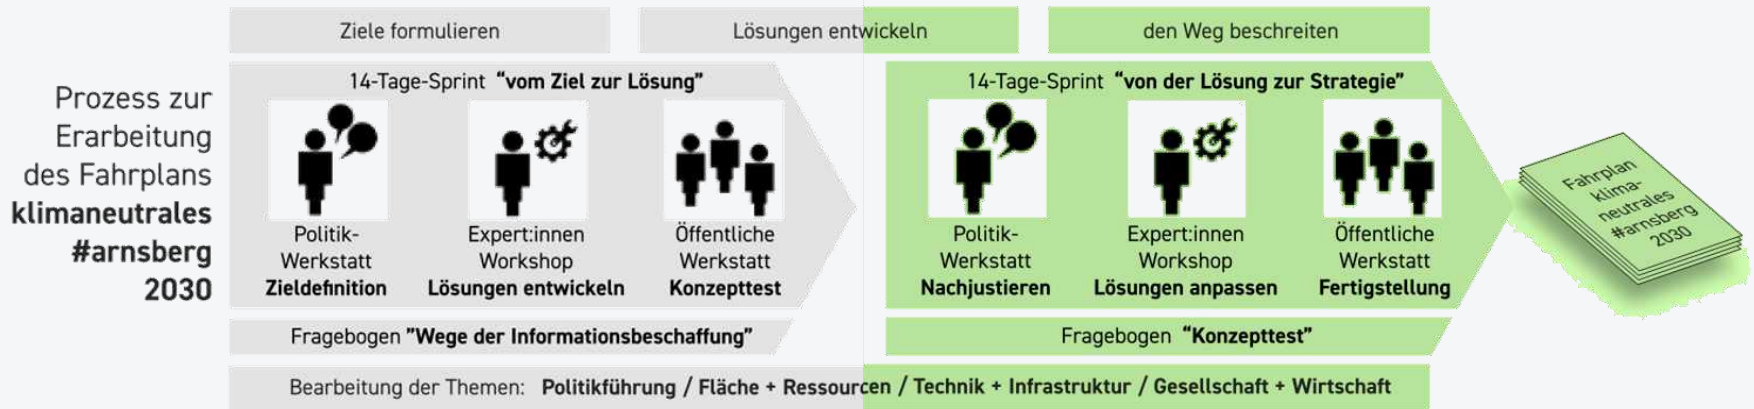 Prozess zur
Erarbeitung
des Fahrplans
klimaneutrales
#arnsberg
2030
Ziele formulieren
Lösungen entwickeln
den Weg beschreiten
14-Tage-Sprint “vom Ziel zur Lösung”
Politik-
Werkstatt
Zieldefinition
Expert:innen
Workshop
Lösungen entwickeln
Öffentliche
Werkstatt
Konzepttest
14-Tage-Sprint “von der Lösung zur Strategie”
Politik-
Werkstatt
Nachjustieren
Expert:innen
Workshop
Lösungen anpassen
Öffentliche
Werkstatt
Fertigstellung
Fahrplan
klima-
neutrales
#arnsberg
2030
Fragebogen ”Wege der Informationsbeschaffung”
Fragebogen “Konzepttest”
Bearbeitung der Themen: Politikführung / Fläche + Ressourcen / Technik + Infrastruktur / Gesellschaft + Wirtschaft